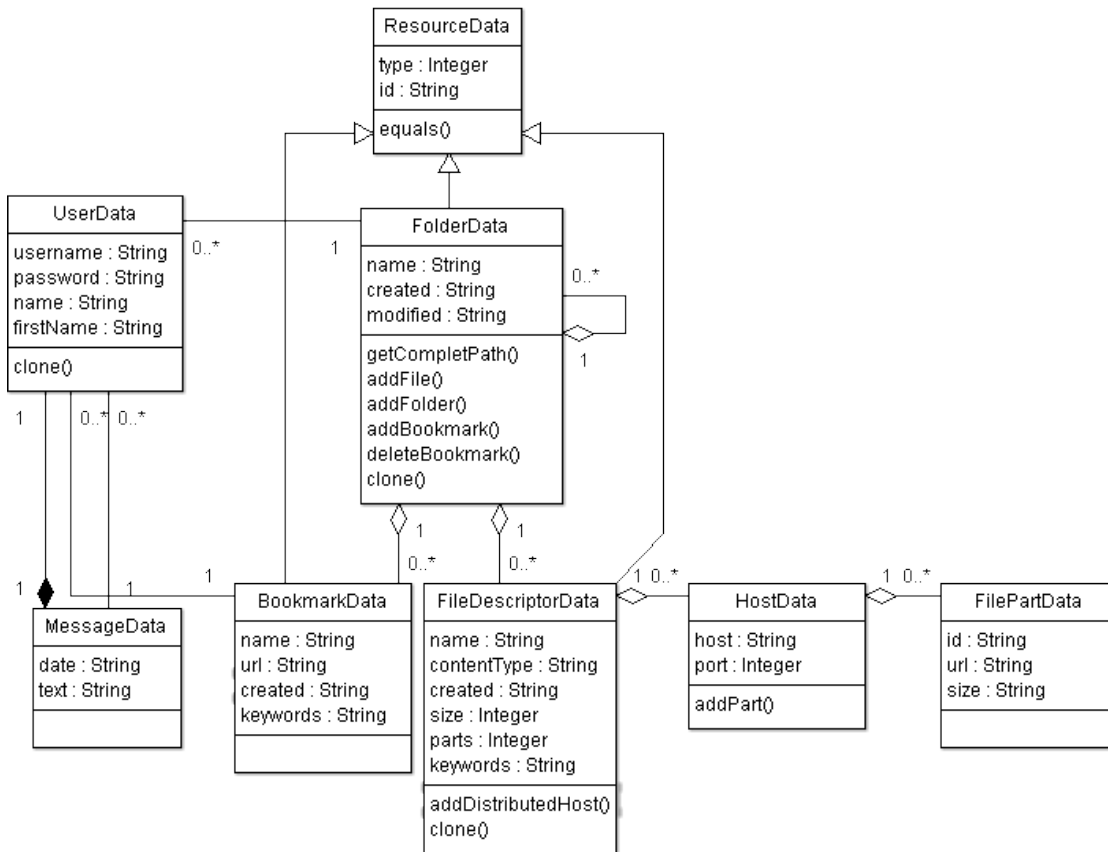 ResourceData
type : Integer
id : String
equals()
UserData
username : String
password : String
name : String
firstName : String
clone()
0..*
1
FolderData
name : String
created : String
modified : String
getCompletPath()
addFile()
addFolder()
addBookmark()
deleteBookmark()
clone()
0..*
1
1
0..*
0..*
1
1
1
1
1
0..*
0..*
MessageData
date : String
text : String
BookmarkData
name : String
url : String
created : String
keywords : String
FileDescriptorData
name : String
contentType : String
created : String
size : Integer
parts : Integer
keywords : String
addDistributedHost()
clone()
1
0..*
HostData
host : String
port : Integer
addPart()
1
0..*
FilePartData
id : String
url : String
size : String